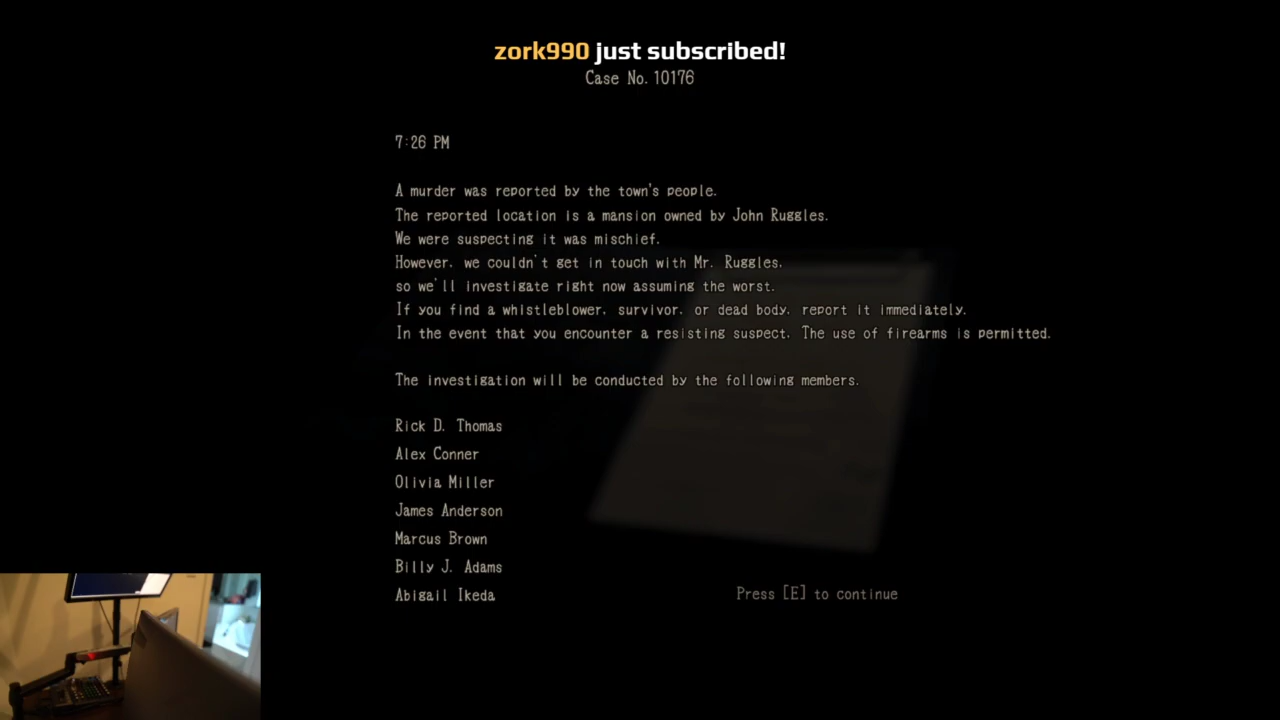 zork990 just subscribed!
Case No. 10176
7:26 PM
A murder was reported by the town's people.
The reported location is a mansion owned by John Ruggles.
We were suspecting it was mischief.
However, we couldn't get in touch with Mr. Ruggles,
so we'll investigate right now assuming the worst.
If you find a whistleblower, survivor, or dead body, report it immediately.
In the event that you encounter a resisting suspect. The use of firearms is permitted.
The investigation will be conducted by the following members.
Rick D. Thomas
Alex Conner
Olivia Miller
James Anderson
Marcus Brown
Billy J. Adams
Abigail Ikeda
Press [E] to continue